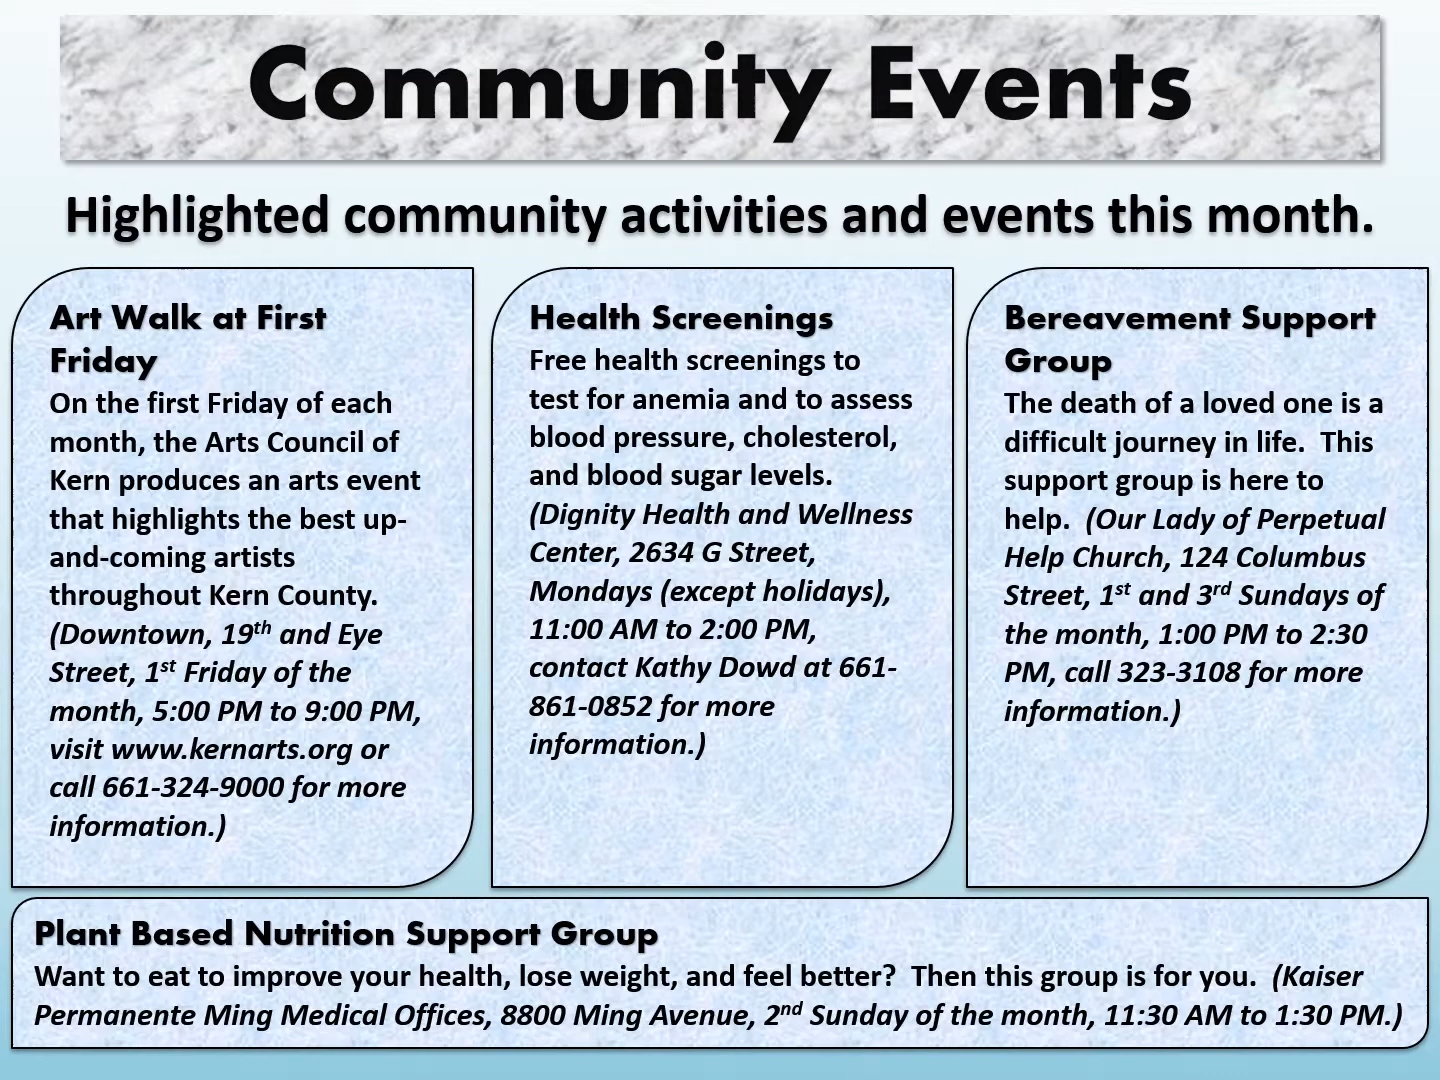 Community Events
Highlighted community activities and events this month.
Art Walk at First
Friday
On the first Friday of each
month, the Arts Council of
Kern produces an arts event
that highlights the best up-
and-coming artists
throughout Kern County.
(Downtown, 19th and Eye
Street, 1st Friday of the
month, 5:00 PM to 9:00 PM,
visit www.kernarts.org or
call 661-324-9000 for more
information.)
Health Screenings
Free health screenings to
test for anemia and to assess
blood pressure, cholesterol,
and blood sugar levels.
(Dignity Health and Wellness
Center, 2634 G Street,
Mondays (except holidays),
11:00 AM to 2:00 PM,
contact Kathy Dowd at 661-
861-0852 for more
information.)
Bereavement Support
Group
The death of a loved one is a
difficult journey in life.  This
support group is here to
help.  (Our Lady of Perpetual
Help Church, 124 Columbus
Street, 1st and 3rd Sundays of
the month, 1:00 PM to 2:30
PM, call 323-3108 for more
information.)
Plant Based Nutrition Support Group
Want to eat to improve your health, lose weight, and feel better?  Then this group is for you.  (Kaiser
Permanente Ming Medical Offices, 8800 Ming Avenue, 2nd Sunday of the month, 11:30 AM to 1:30 PM.)